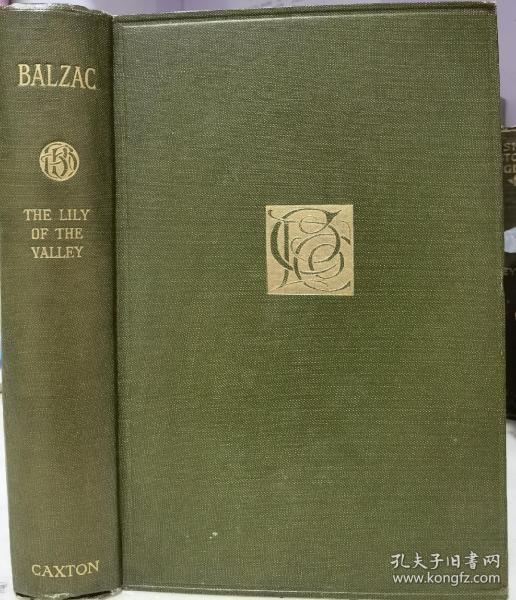 BALZAC
THE LILY
OF THE
VALLEY
CAXTON
孔夫子旧书网
www.kongfz.com